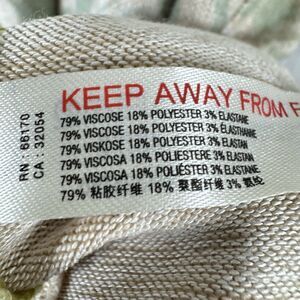 KEEP AWAY FROM
79% VISCOSE 18% POLYESTER 3% ELASTANE
79% VISCOSE 18% POLYESTER 3% ÉLASTHANNE
79% VISKOSE 18% POLYESTER 3% ELASTAN
79% VISCOSA 18% POLIESTERE 3% ELASTAN
79% VISCOSA 18% POLIÉSTER 3% ELASTANE
79% 粘胶纤维 18% 聚酯纤维 3% 氨纶
RN : 66170
CA : 32054